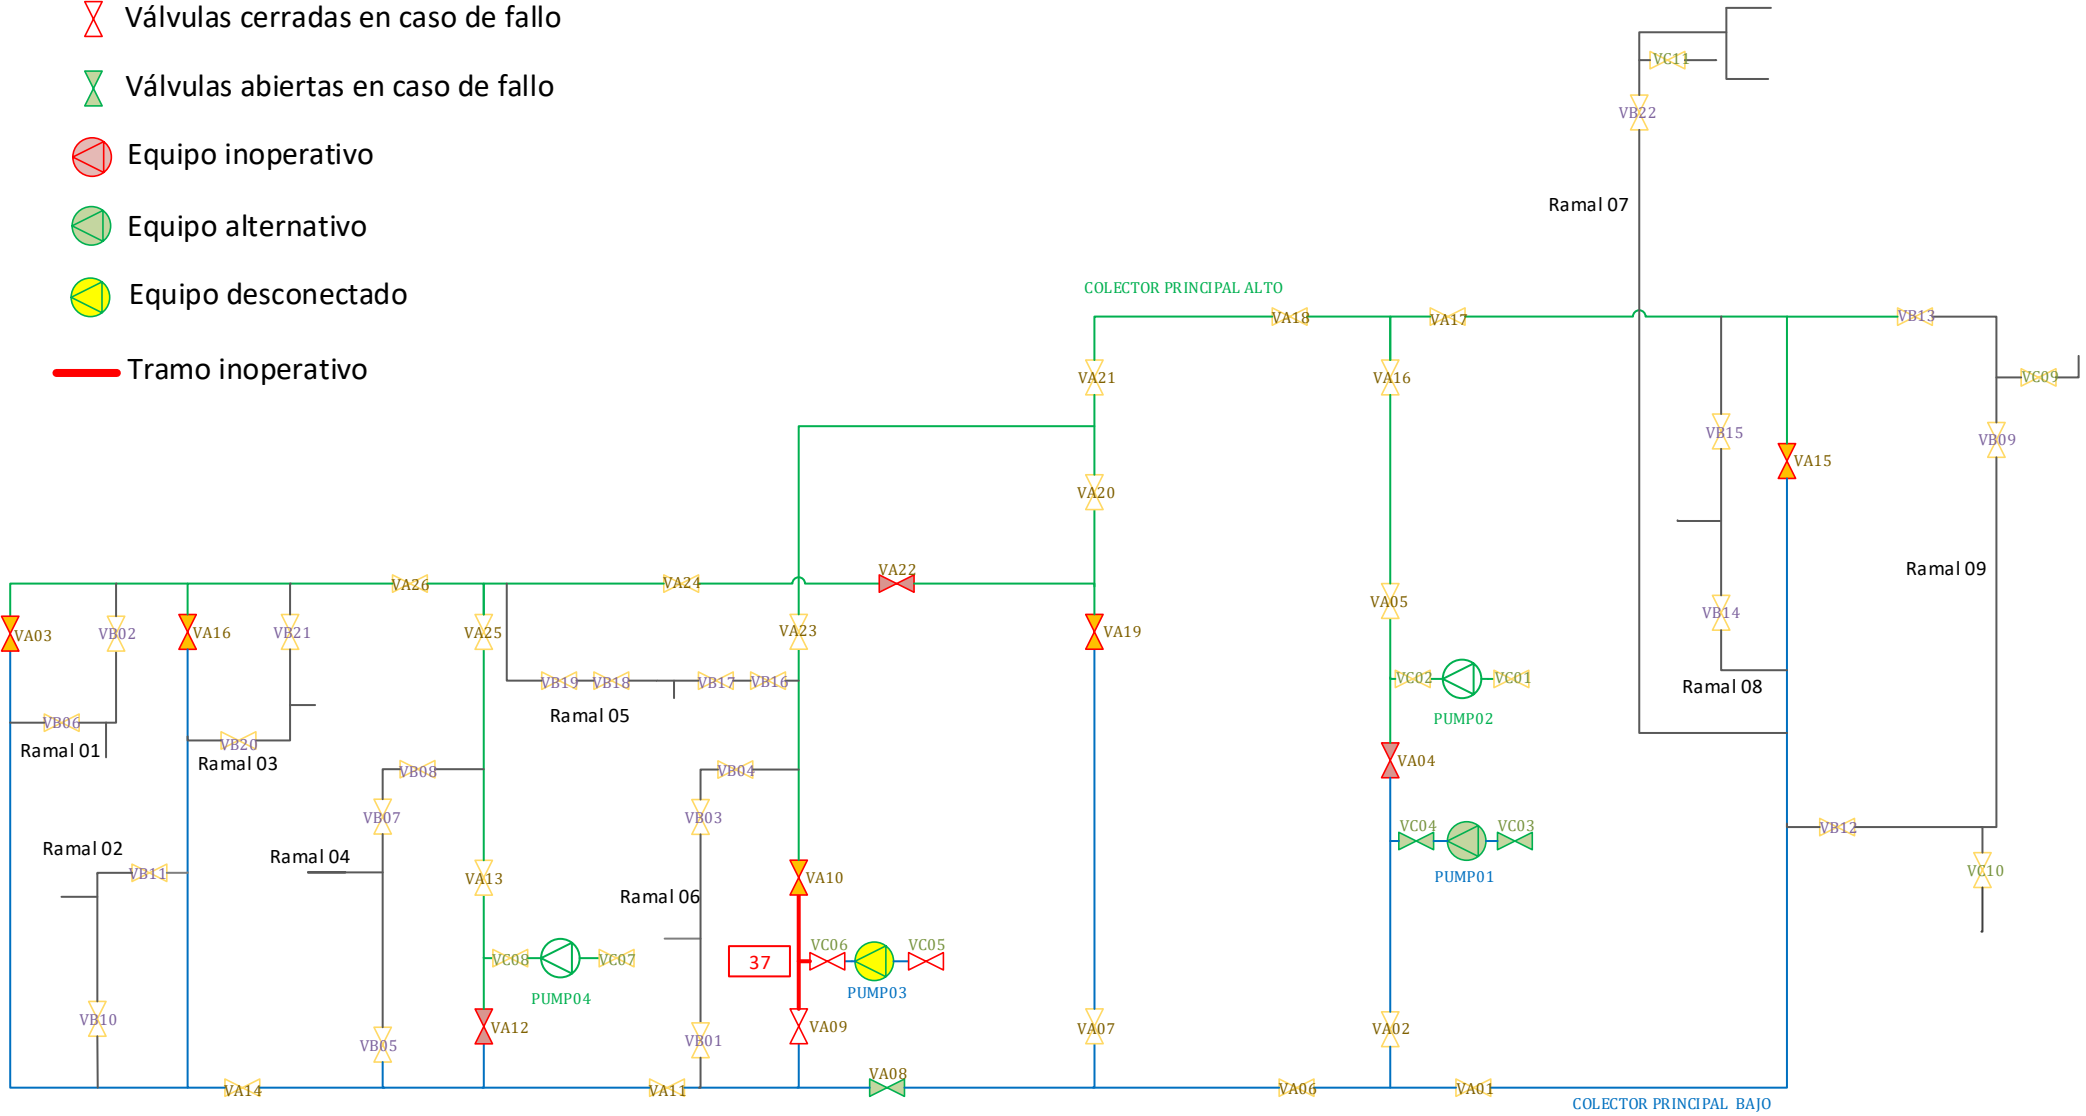 Válvulas cerradas en caso de fallo
Válvulas abiertas en caso de fallo
Equipo inoperativo
Equipo alternativo
Equipo desconectado
Tramo inoperativo
VC11
VB22
Ramal 07
COLECTOR PRINCIPAL ALTO
VA18
VA17
VB13
VA21
VA16
VC09
VB15
VB09
VA15
VA20
VA22
VA26
VA24
Ramal 09
VA05
VB14
VA03
VB02
VA16
VB21
VA25
VA23
VA19
VB19
VB18
VB17
VB16
VC02
VC01
Ramal 08
Ramal 05
PUMP02
VB06
Ramal 01
VB20
Ramal 03
VB08
VB04
VA04
VB07
VB03
VC04
VC03
VB12
Ramal 02
Ramal 04
VB11
VA13
Ramal 06
VA10
PUMP01
VC10
VC06
VC05
VC08
VC07
37
PUMP03
PUMP04
VB10
VA12
VA09
VA07
VA02
VB05
VB01
VA08
VA14
VA11
VA06
VA01
COLECTOR PRINCIPAL BAJO